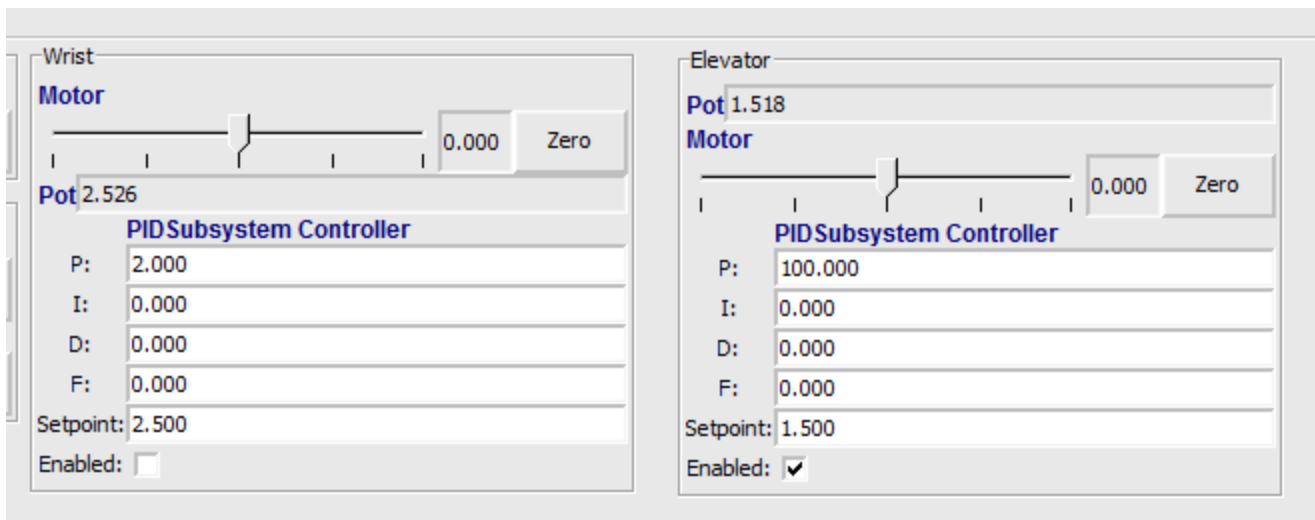 Wrist
Motor
0.000 Zero
Pot 2.526
PIDSubsystem Controller
P: 2.000
I: 0.000
D: 0.000
F: 0.000
Setpoint: 2.500
Enabled:
Elevator
Pot 1.518
Motor
0.000 Zero
PIDSubsystem Controller
P: 100.000
I: 0.000
D: 0.000
F: 0.000
Setpoint: 1.500
Enabled: